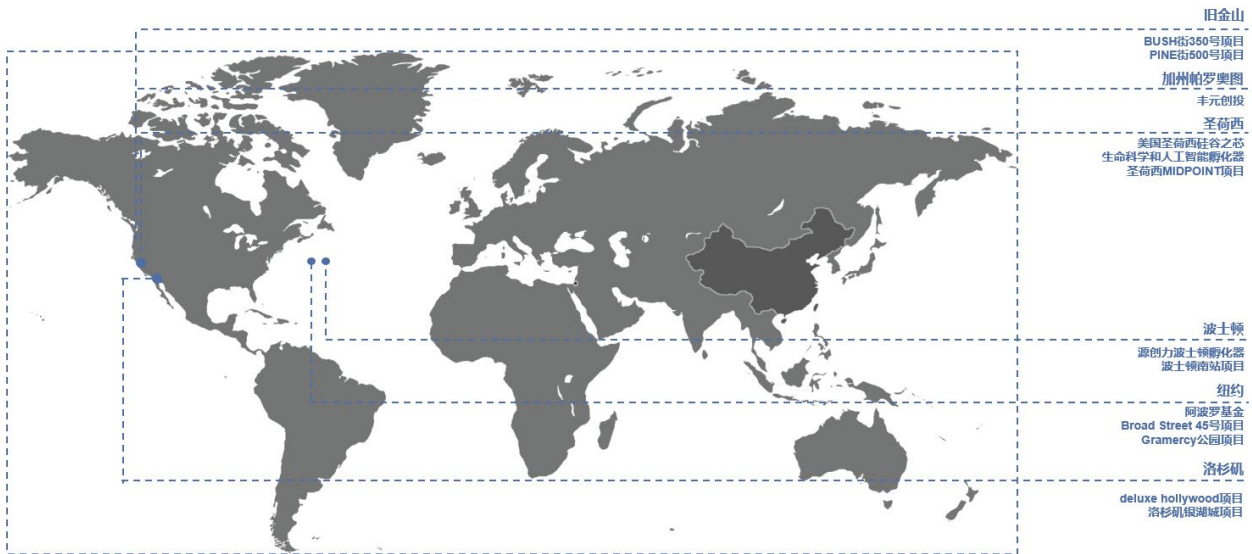 旧金山
BUSH街350号项目
PINE街500号项目
加州帕罗奥图
丰元创投
圣荷西
美国圣荷西硅谷之芯
生命科学和人工智能孵化器
圣荷西MIDPOINT项目
波士顿
源创力波士顿孵化器
波士顿南站项目
纽约
阿波罗基金
Broad Street 45号项目
Gramercy公园项目
洛杉矶
deluxe hollywood项目
洛杉矶银湖城项目